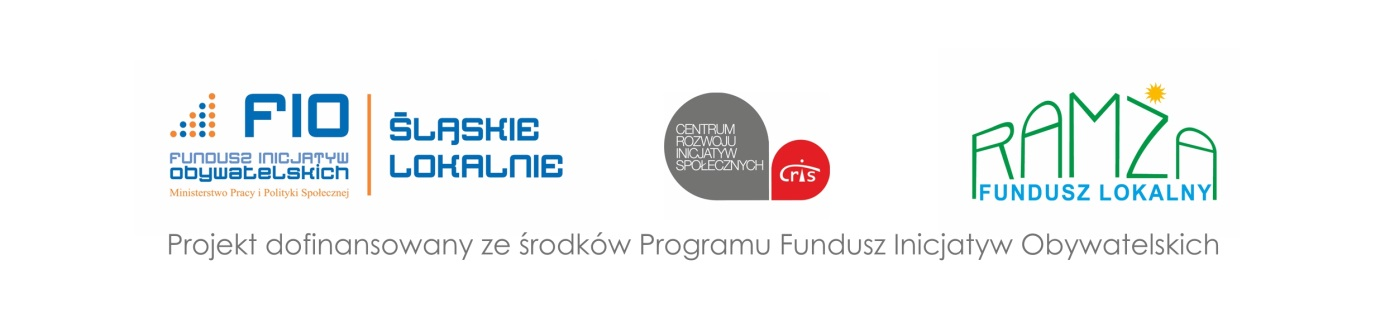 FIO
FUNDUSZ INICJATYW
OBYWATELSKICH
Ministerstwo Pracy i Polityki Społecznej
ŚLĄSKIE
LOKALNIE
CENTRUM
ROZWOJU
INICJATYW
SPOŁECZNYCH
cris
RAMŻA
FUNDUSZ LOKALNY
Projekt dofinansowany ze środków Programu Fundusz Inicjatyw Obywatelskich